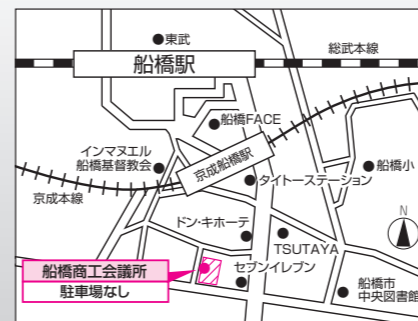 東武
総武本線
船橋駅
船橋FACE
インマヌエル
船橋基督教会
京成船橋駅
船橋小
タイトーステーション
京成本線
ドン・キホーテ
N
TSUTAYA
船橋商工会議所
駐車場なし
セブンイレブン
船橋市
中央図書館